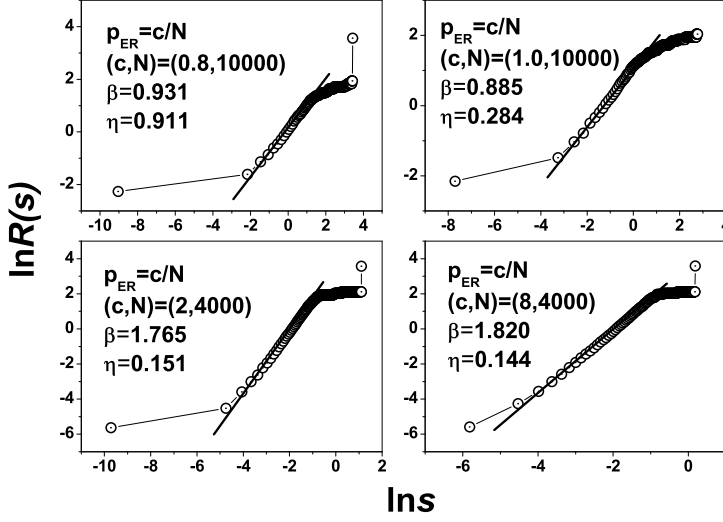 lnR(s)
p_ER=c/N
(c,N)=(0.8,10000)
β=0.931
η=0.911
4
2
0
-2
-10 -8 -6 -4 -2 0 2 4
p_ER=c/N
(c,N)=(1.0,10000)
β=0.885
η=0.284
2
0
-2
-8 -6 -4 -2 0 2 4
p_ER=c/N
(c,N)=(2,4000)
β=1.765
η=0.151
4
2
0
-2
-4
-6
-10 -8 -6 -4 -2 0 2
p_ER=c/N
(c,N)=(8,4000)
β=1.820
η=0.144
4
2
0
-2
-4
-6
-6 -4 -2 0
lns